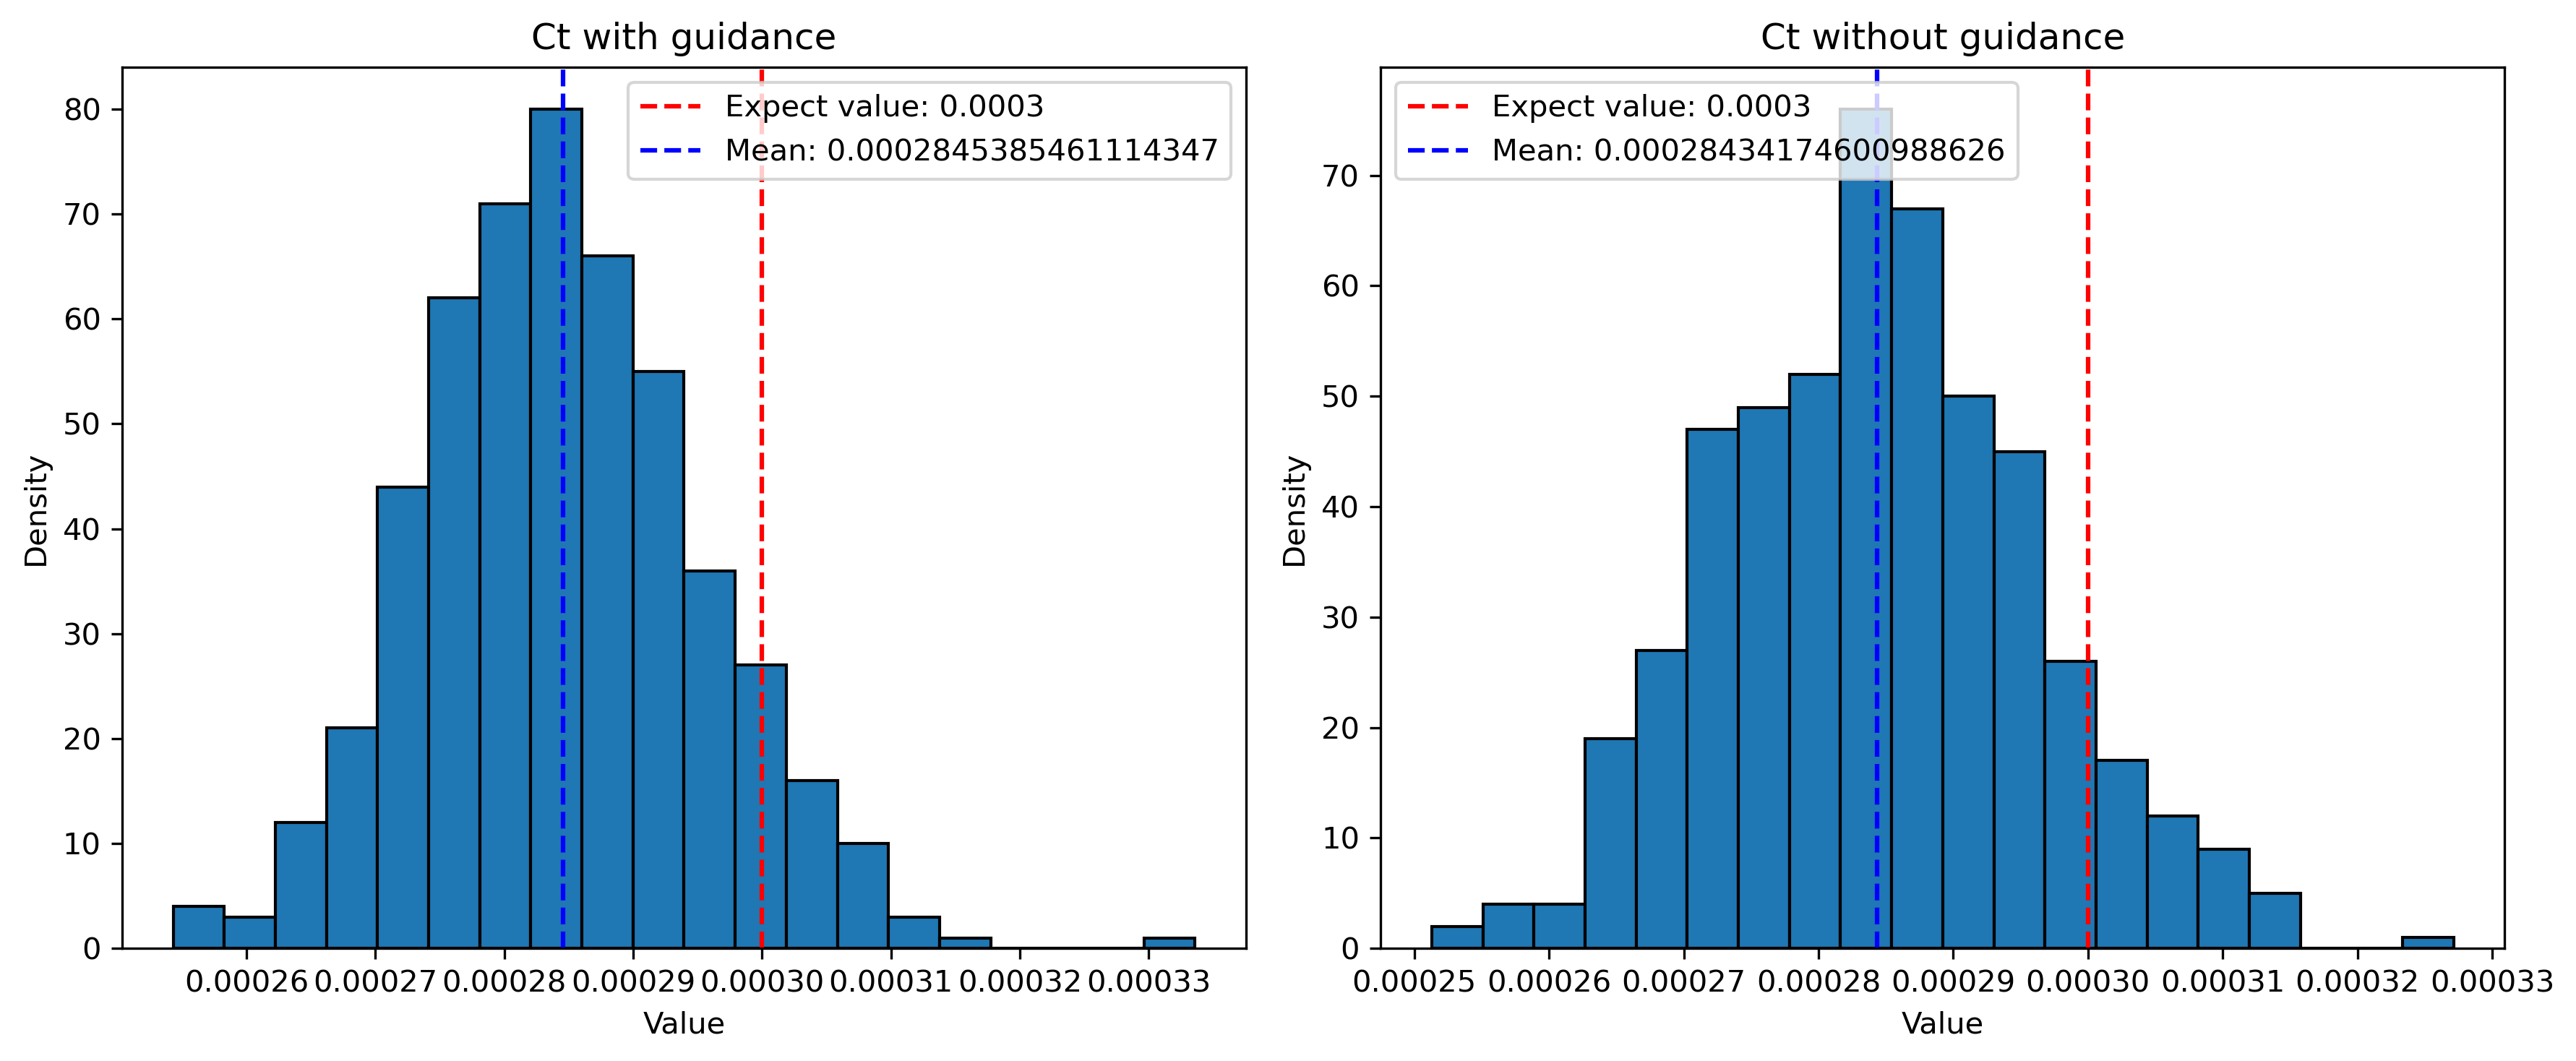 Ct with guidance
Expect value: 0.0003
Mean: 0.0002845385461114347
Density
80
70
60
50
40
30
20
10
0
0.00026 0.00027 0.00028 0.00029 0.00030 0.00031 0.00032 0.00033
Value
Ct without guidance
Expect value: 0.0003
Mean: 0.00028434174600988626
Density
70
60
50
40
30
20
10
0
0.00025 0.00026 0.00027 0.00028 0.00029 0.00030 0.00031 0.00032 0.00033
Value